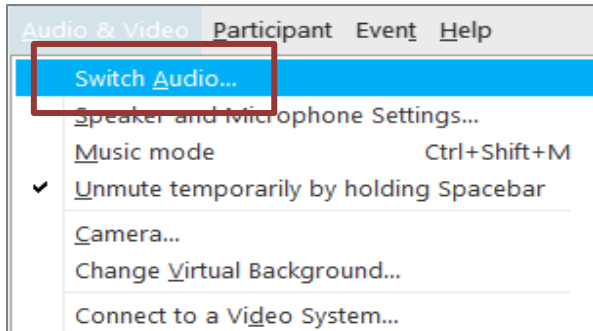 Audio & Video Participant Event Help
Switch Audio...
Speaker and Microphone Settings...
Music mode Ctrl+Shift+M
Unmute temporarily by holding Spacebar
Camera...
Change Virtual Background...
Connect to a Video System...